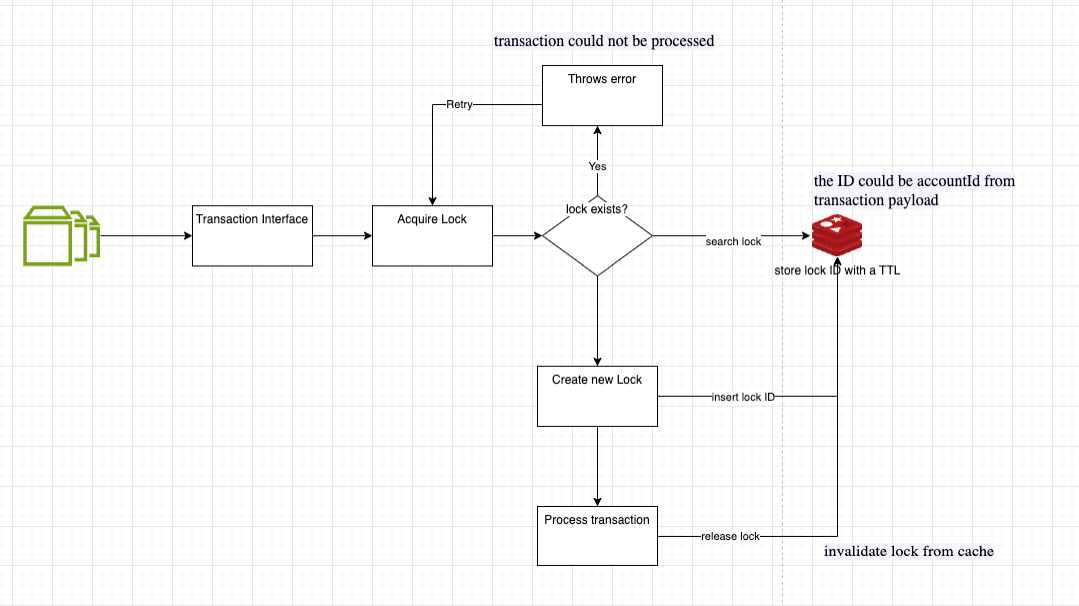 transaction could not be processed
Throws error
Retry
Yes
the ID could be accountId from
transaction payload
Transaction Interface
Acquire Lock
lock exists?
search lock
store lock ID with a TTL
Create new Lock
insert lock ID
Process transaction
release lock
invalidate lock from cache